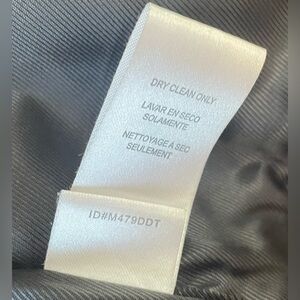 DRY CLEAN ONLY
LAVAR EN SECO
SOLAMENTE
NETTOYAGE A SEC
SEULEMENT
ID#M479DDT